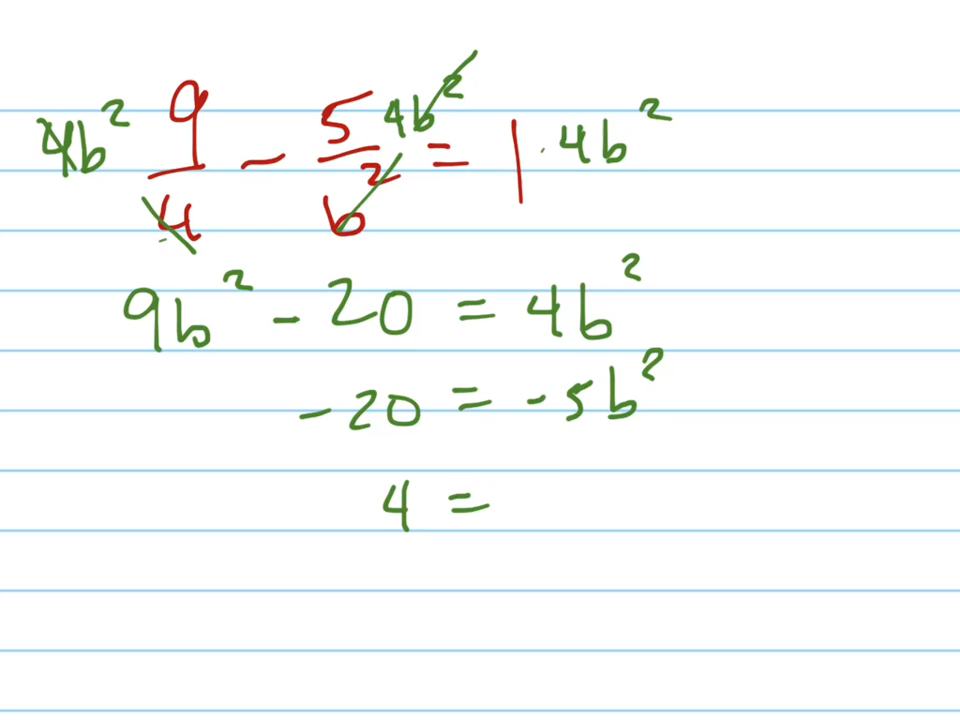 4b² 9/4 - 5/b² 4b² = 1 · 4b²
9b² - 20 = 4b²
-20 = -5b²
4 =